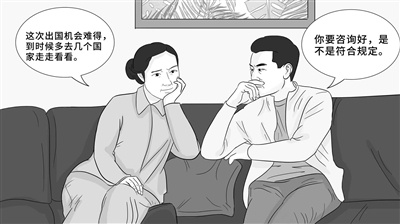 这次出国机会难得，
到时候多去几个国
家走走看看。
你要咨询好，是
不是符合规定。